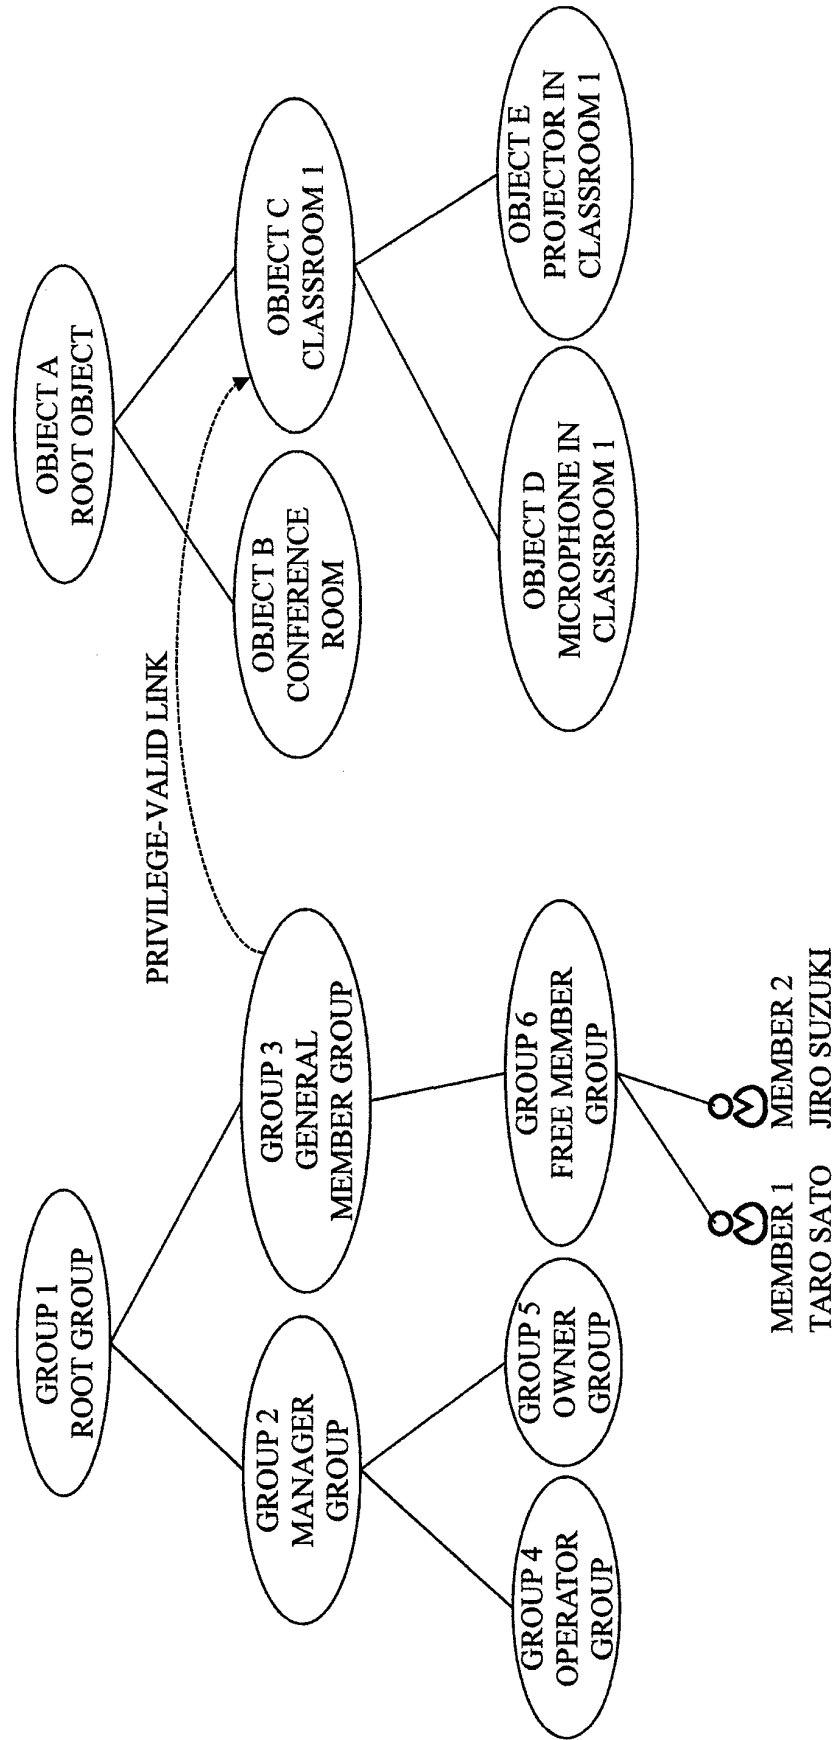 GROUP 1
ROOT GROUP
GROUP 2
MANAGER
GROUP
GROUP 3
GENERAL
MEMBER GROUP
GROUP 4
OPERATOR
GROUP
GROUP 5
OWNER
GROUP
GROUP 6
FREE MEMBER
GROUP
MEMBER 1
TARO SATO
MEMBER 2
JIRO SUZUKI
PRIVILEGE-VALID LINK
OBJECT A
ROOT OBJECT
OBJECT B
CONFERENCE
ROOM
OBJECT C
CLASSROOM 1
OBJECT D
MICROPHONE IN
CLASSROOM 1
OBJECT E
PROJECTOR IN
CLASSROOM 1